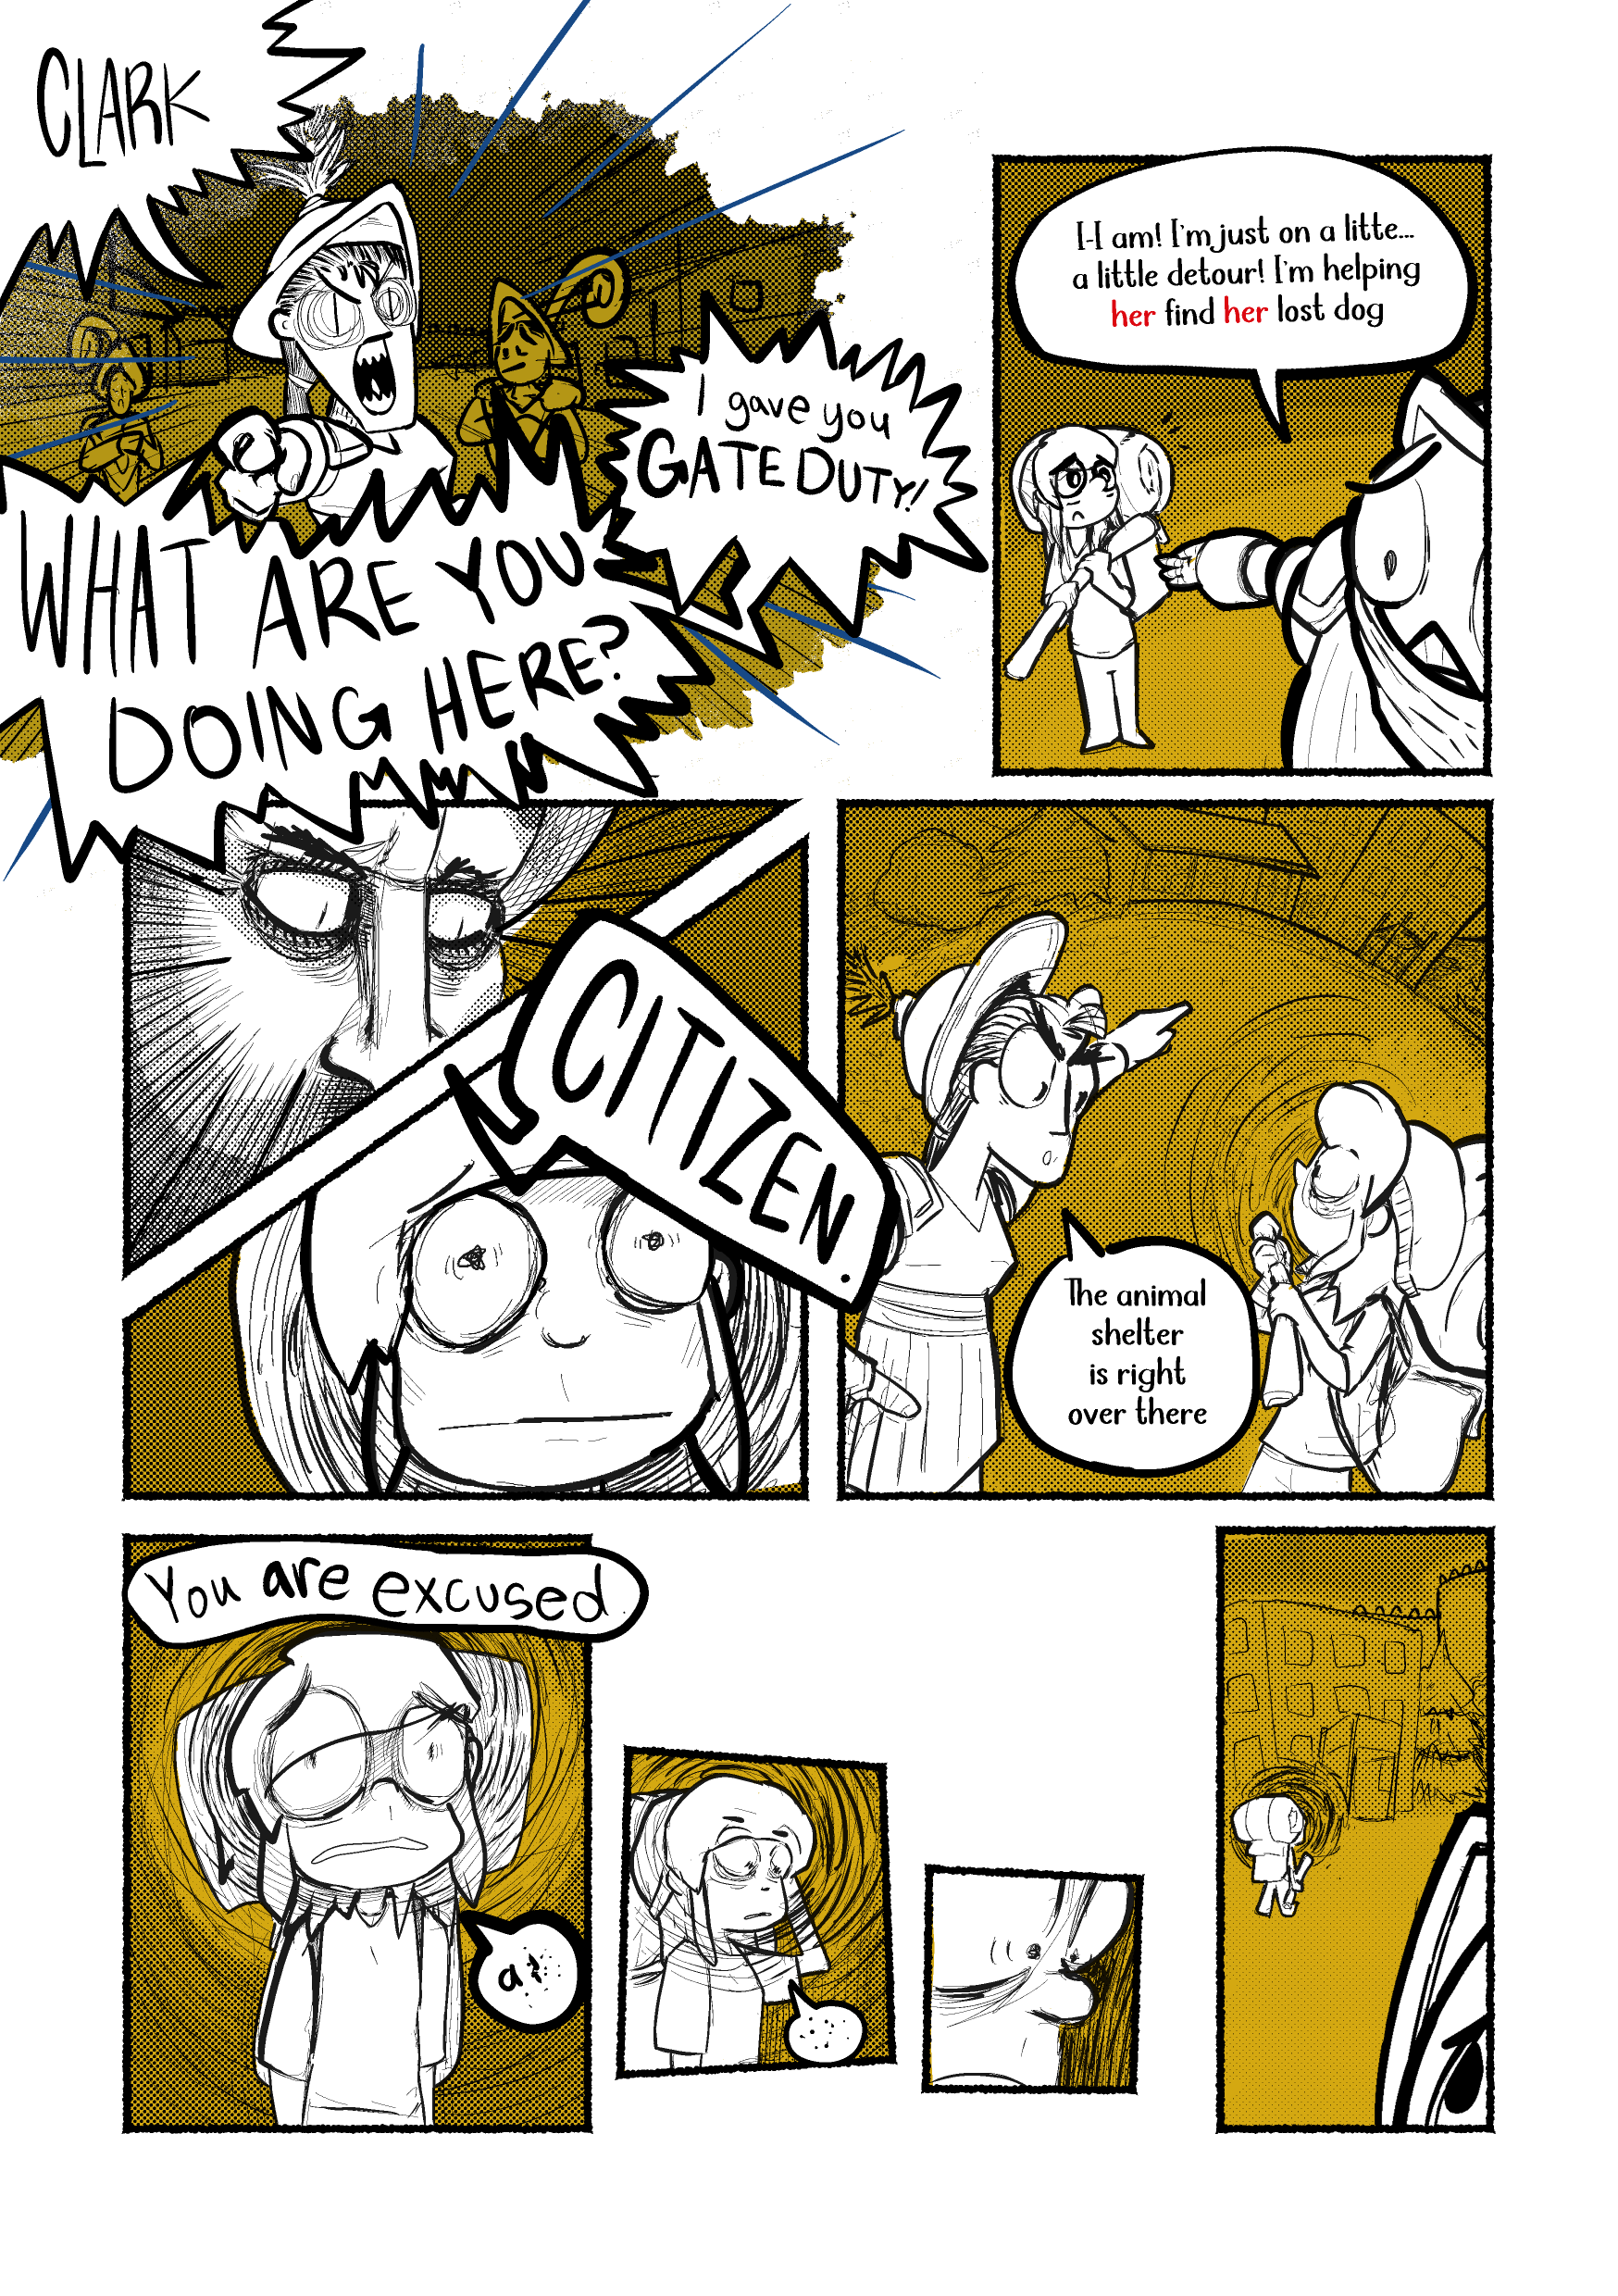 CLARK
I gave you
GATE DUTY!
WHAT ARE YOU
DOING HERE?
I-I am! I'm just on a litte...
a little detour! I'm helping
her find her lost dog
CITIZEN.
The animal
shelter
is right
over there
You are excused.